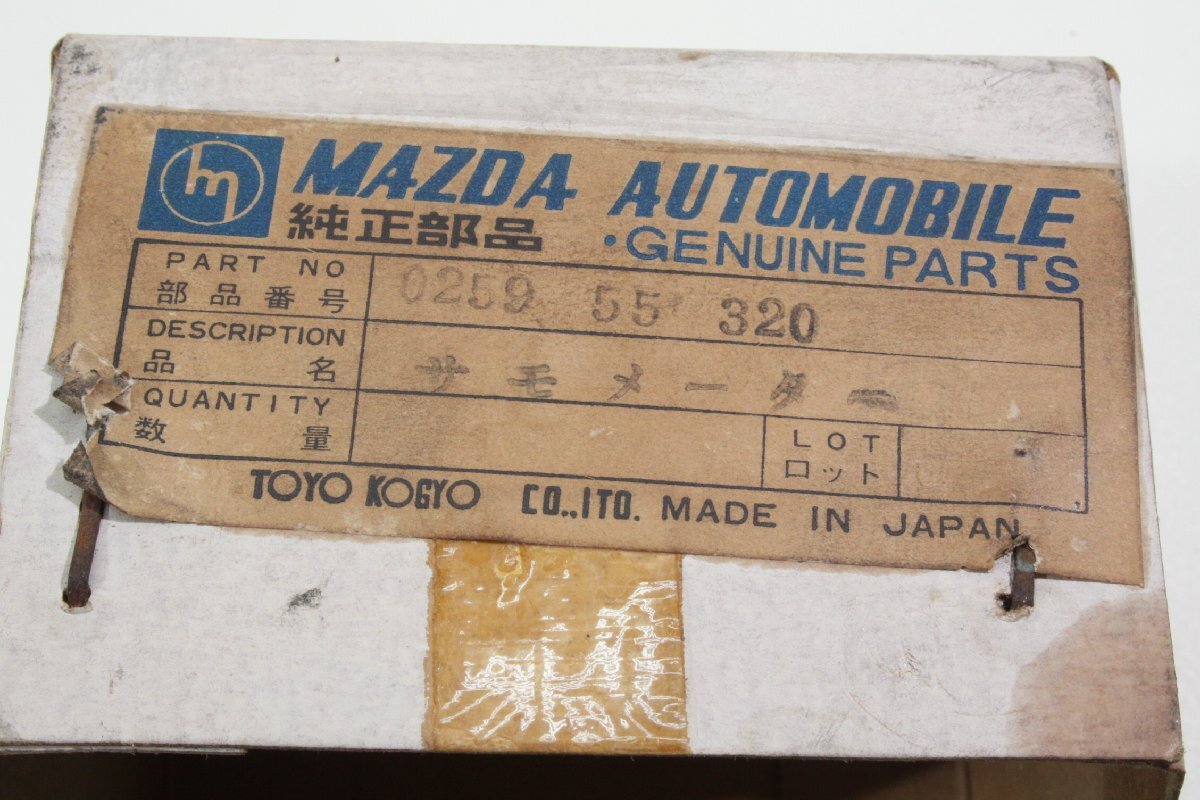 m MAZDA AUTOMOBILE
純正部品 ・GENUINE PARTS
PART NO 0259 55 320
部品番号
DESCRIPTION サモメーター
品名
QUANTITY
数量
LOT
ロット
TOYO KOGYO CO.,LTD. MADE IN JAPAN